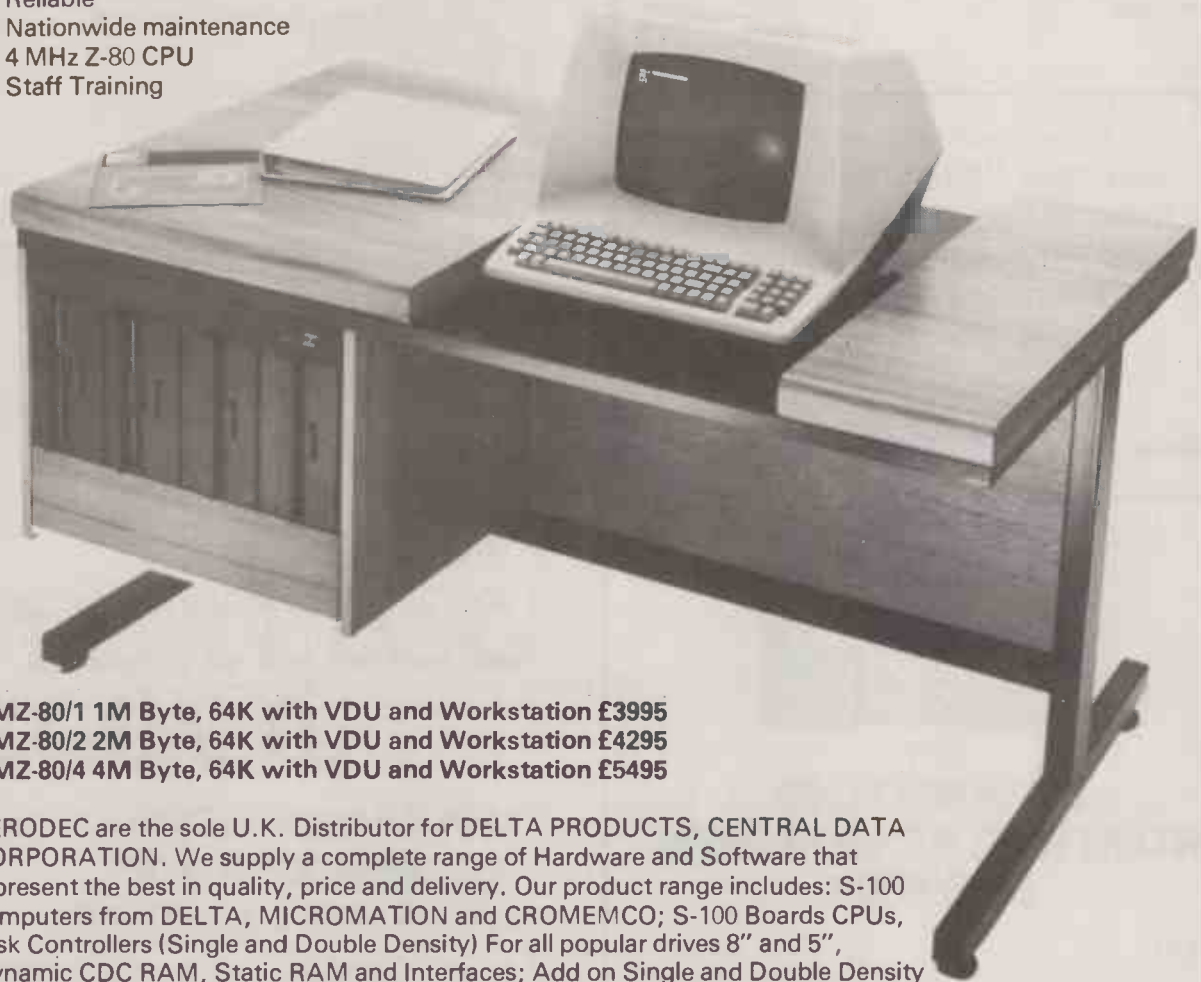 Reliable
Nationwide maintenance
4 MHz Z-80 CPU
Staff Training
MZ-80/1 1M Byte, 64K with VDU and Workstation £3995
MZ-80/2 2M Byte, 64K with VDU and Workstation £4295
MZ-80/4 4M Byte, 64K with VDU and Workstation £5495
ERODEC are the sole U.K. Distributor for DELTA PRODUCTS, CENTRAL DATA
ORPORATION. We supply a complete range of Hardware and Software that
present the best in quality, price and delivery. Our product range includes: S-100
omputers from DELTA, MICROMATION and CROMEMCO; S-100 Boards CPUs,
sk Controllers (Single and Double Density) For all popular drives 8” and 5”,
ynamic CDC RAM, Static RAM and Interfaces; Add on Single and Double Density